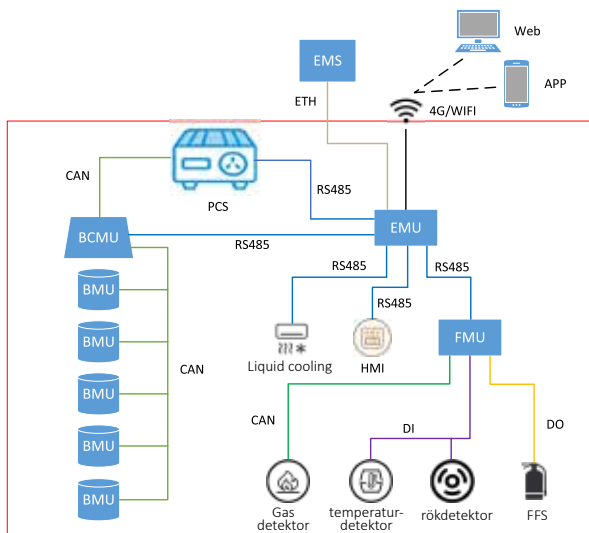 Web
EMS
APP
ETH
4G/WIFI
CAN
RS485
PCS
EMU
BCMU
RS485
RS485
RS485
BMU
RS485
BMU
FMU
Liquid cooling
HMI
CAN
BMU
CAN
DI
DO
BMU
BMU
Gas
detektor
temperatur-
detektor
rökdetektor
FFS